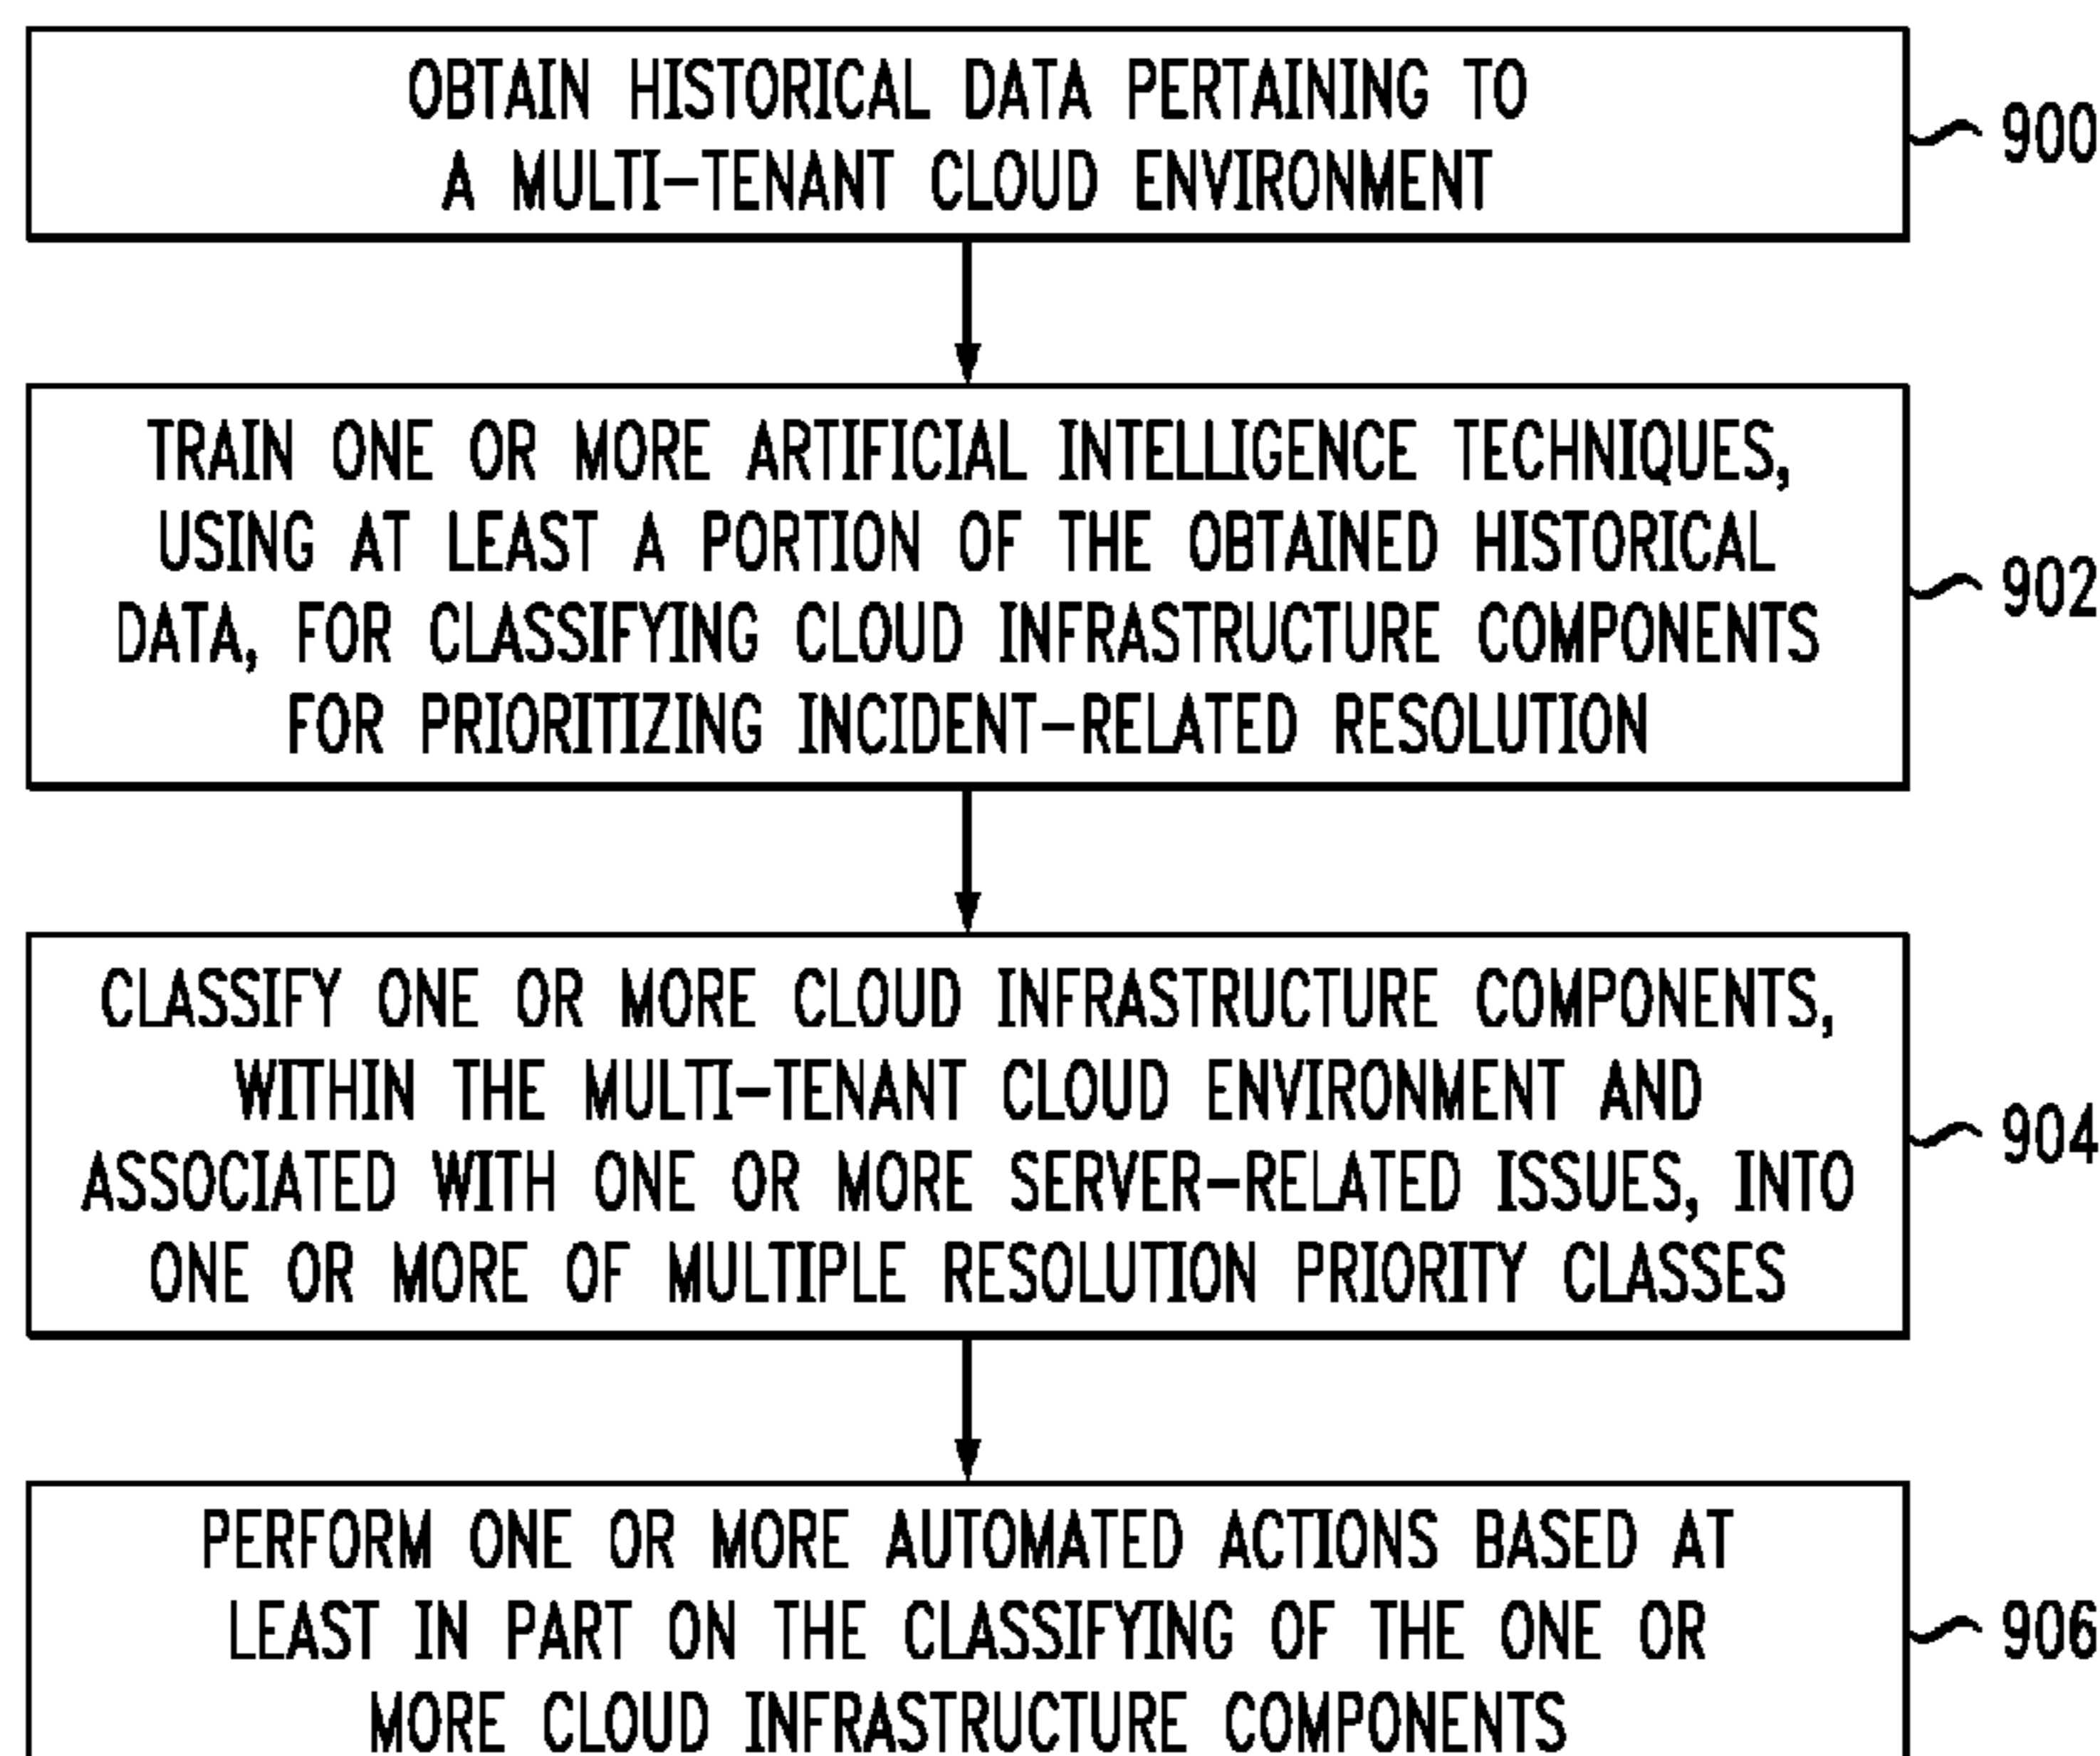 OBTAIN HISTORICAL DATA PERTAINING TO
A MULTI-TENANT CLOUD ENVIRONMENT
900
TRAIN ONE OR MORE ARTIFICIAL INTELLIGENCE TECHNIQUES,
USING AT LEAST A PORTION OF THE OBTAINED HISTORICAL
DATA, FOR CLASSIFYING CLOUD INFRASTRUCTURE COMPONENTS
FOR PRIORITIZING INCIDENT-RELATED RESOLUTION
902
CLASSIFY ONE OR MORE CLOUD INFRASTRUCTURE COMPONENTS,
WITHIN THE MULTI-TENANT CLOUD ENVIRONMENT AND
ASSOCIATED WITH ONE OR MORE SERVER-RELATED ISSUES, INTO
ONE OR MORE OF MULTIPLE RESOLUTION PRIORITY CLASSES
904
PERFORM ONE OR MORE AUTOMATED ACTIONS BASED AT
LEAST IN PART ON THE CLASSIFYING OF THE ONE OR
MORE CLOUD INFRASTRUCTURE COMPONENTS
906